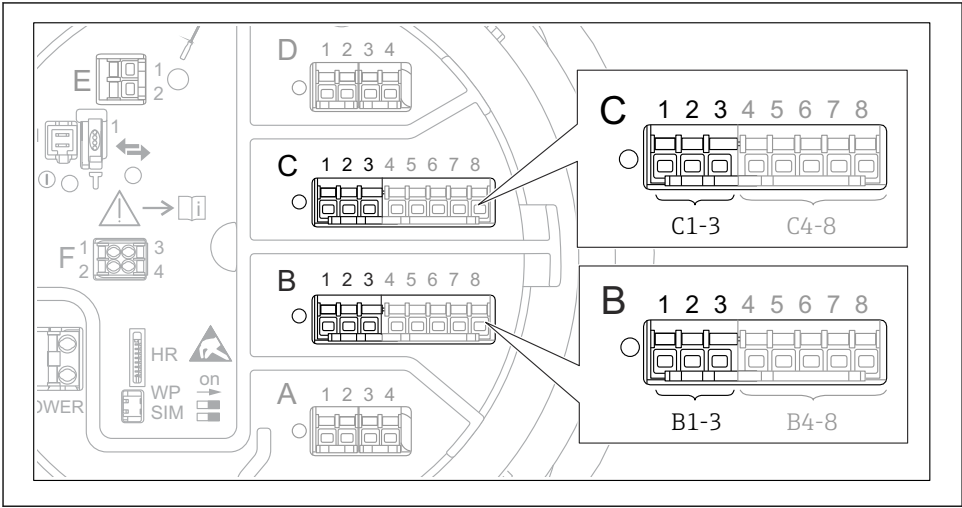 D 1 2 3 4
E 1
2
1
C 1 2 3 4 5 6 7 8
i
F 1 3
2 4
B 1 2 3 4 5 6 7 8
HR
WP on
SIM
OWER
A 1 2 3 4
C 1 2 3 4 5 6 7 8
C1-3 C4-8
B 1 2 3 4 5 6 7 8
B1-3 B4-8